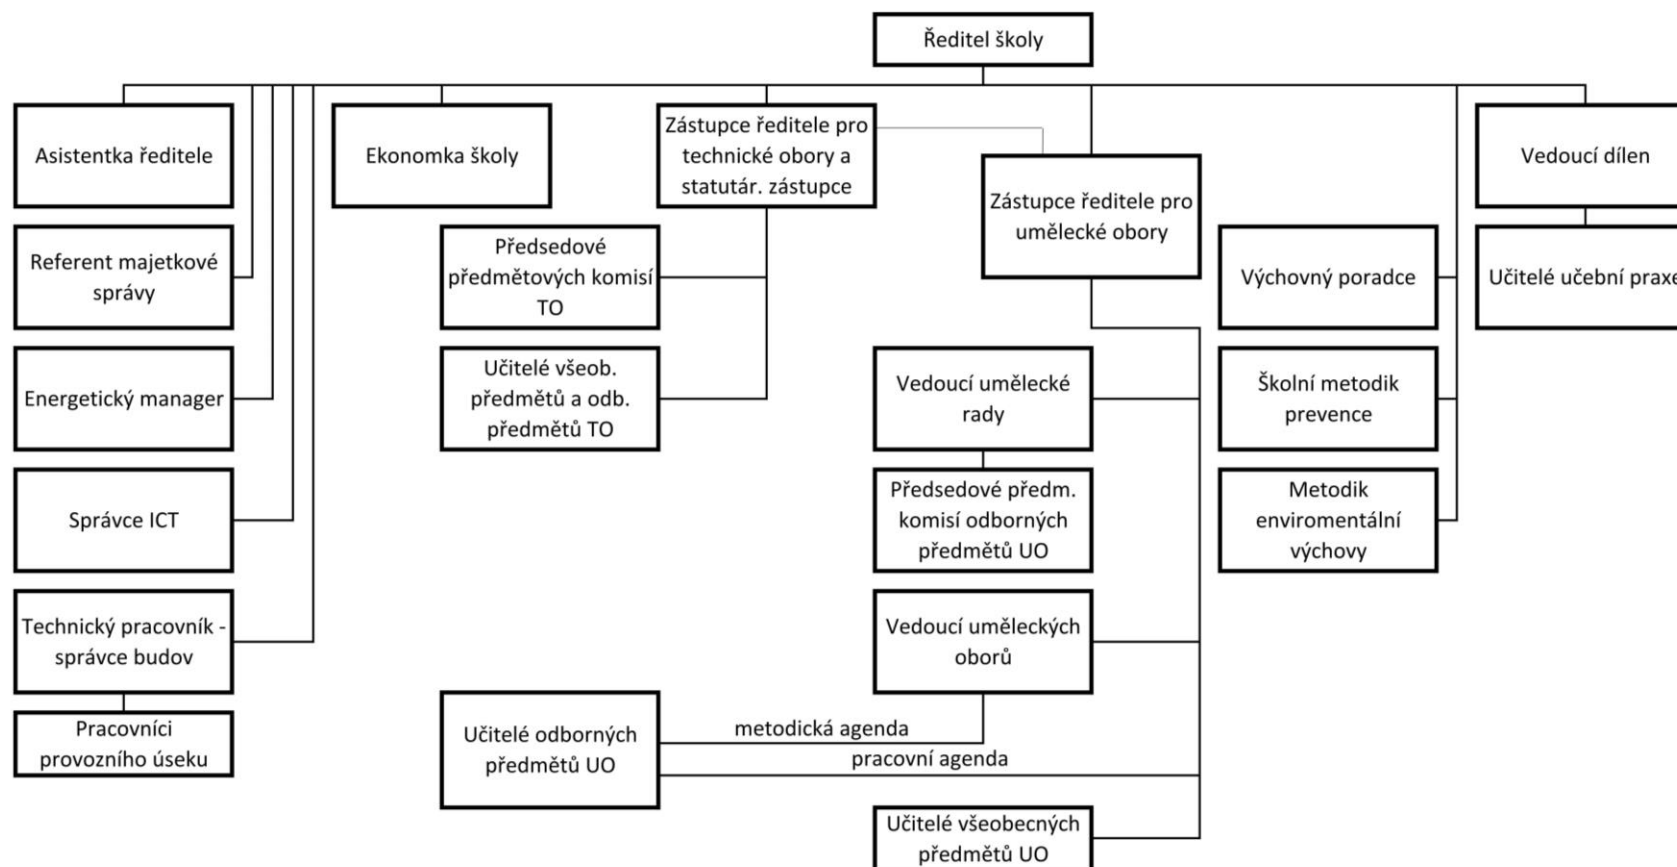 Ředitel školy
Asistentka ředitele
Ekonomka školy
Zástupce ředitele pro
technické obory a
statutár. zástupce
Zástupce ředitele pro
umělecké obory
Vedoucí dílen
Referent majetkové
správy
Předsedové
předmětových komisí
TO
Výchovný poradce
Učitelé učební praxe
Energetický manager
Učitelé všeob.
předmětů a odb.
předmětů TO
Vedoucí umělecké
rady
Školní metodik
prevence
Správce ICT
Předsedové předm.
komisí odborných
předmětů UO
Metodik
enviromentální
výchovy
Technický pracovník -
správce budov
Vedoucí uměleckých
oborů
Pracovníci
provozního úseku
Učitelé odborných
předmětů UO
metodická agenda
pracovní agenda
Učitelé všeobecných
předmětů UO